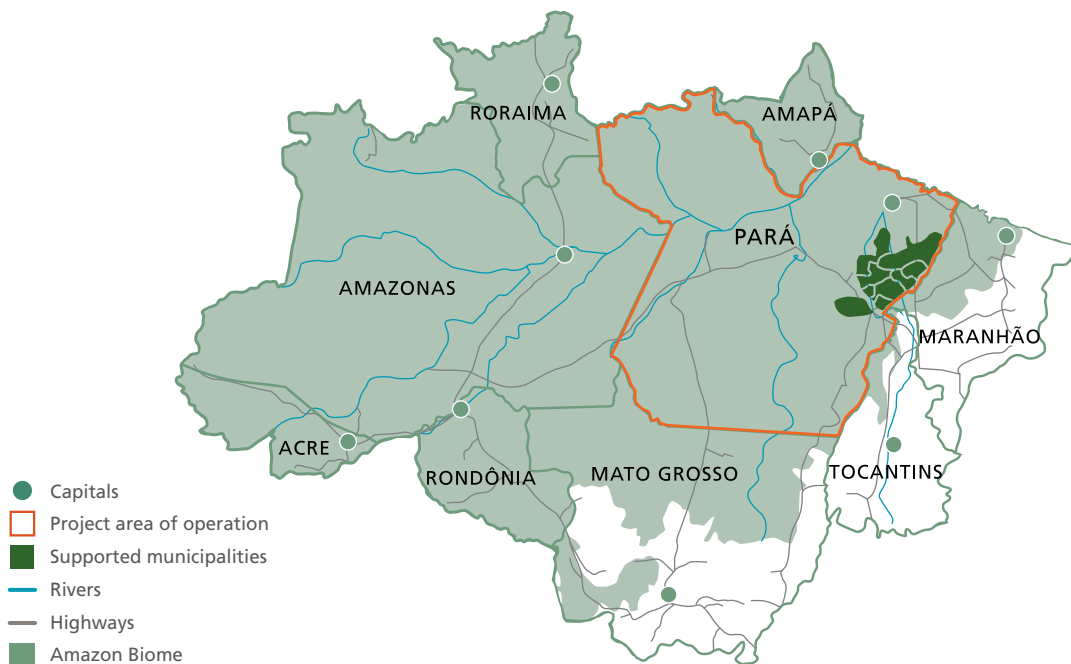 RORAIMA
AMAPÁ
PARÁ
AMAZONAS
MARANHÃO
ACRE
RONDÔNIA
MATO GROSSO
TOCANTINS
Capitals
Project area of operation
Supported municipalities
Rivers
Highways
Amazon Biome